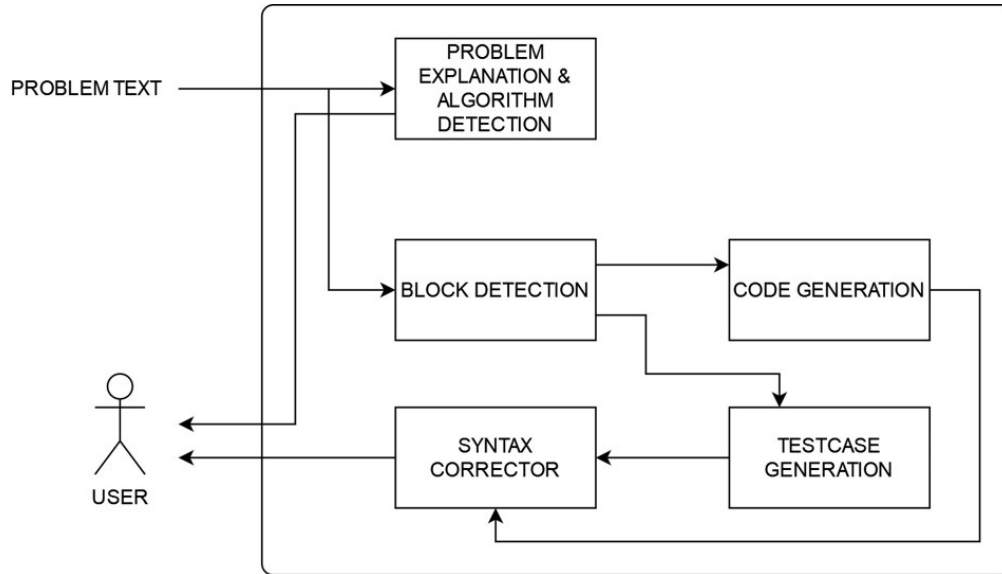 PROBLEM
EXPLANATION &
ALGORITHM
DETECTION
PROBLEM TEXT
BLOCK DETECTION
CODE GENERATION
SYNTAX
CORRECTOR
TESTCASE
GENERATION
USER